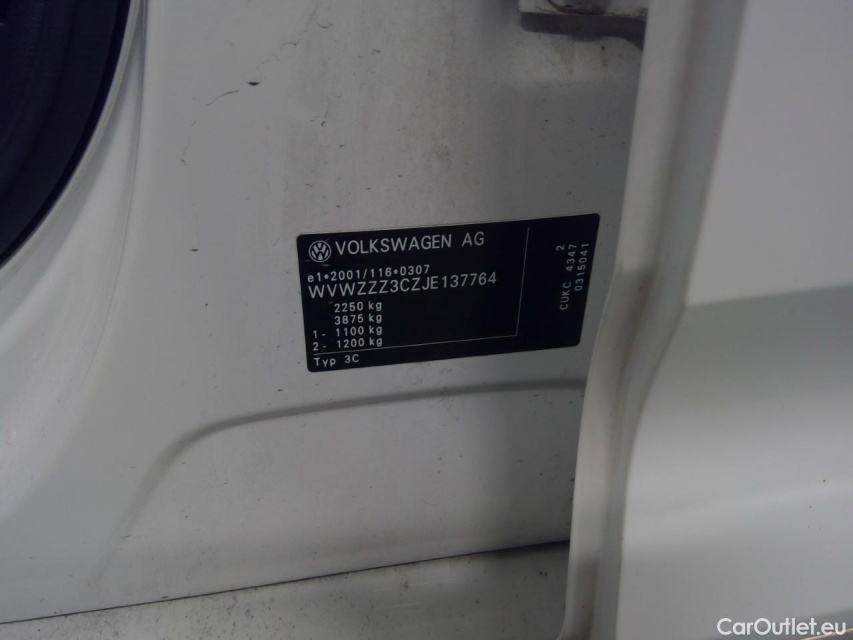 VOLKSWAGEN AG
e1*2001/116*0307
WVWZZZ3CZJE137764
2250 kg
3875 kg
1 - 1100 kg
2 - 1200 kg
Typ 3C
2
CUKC 4347
0315041
CarOutlet.eu